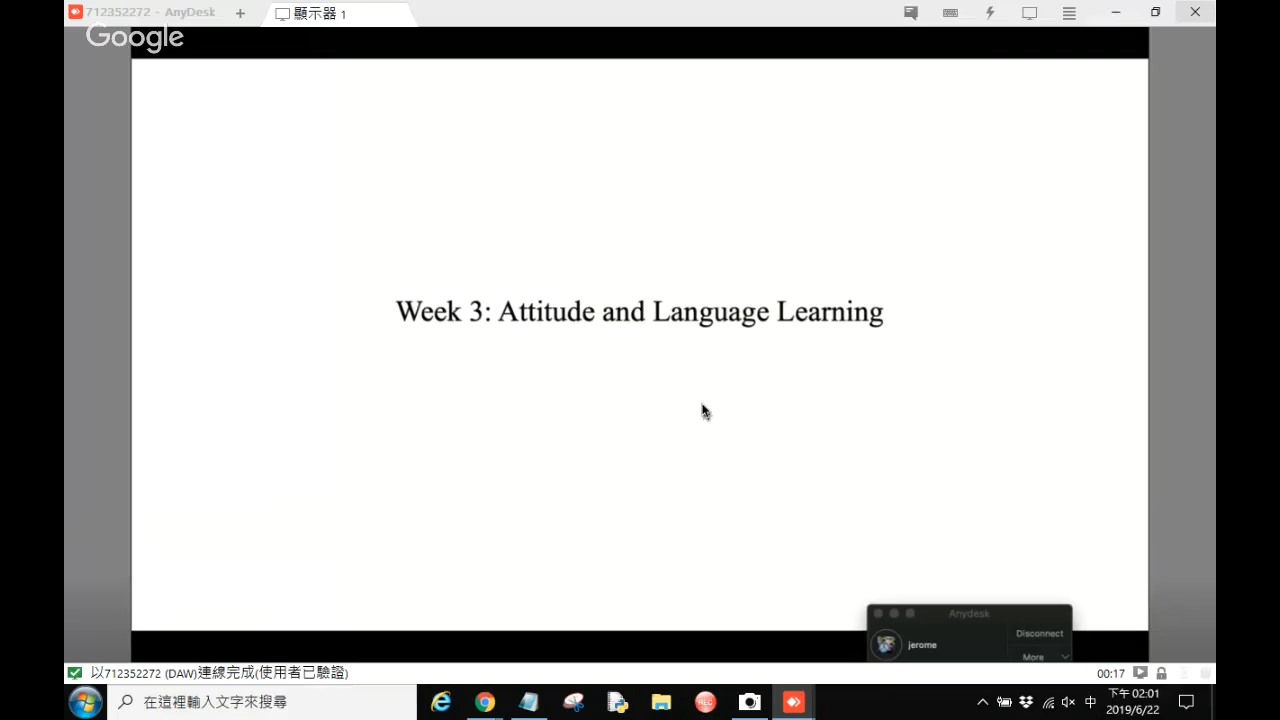 712352272 - AnyDesk
顯示器 1
Google
Week 3: Attitude and Language Learning
Anydesk
jerome
Disconnect
More
以712352272 (DAW)連線完成(使用者已驗證)
00:17
在這裡輸入文字來搜尋
REC
中
下午 02:01
2019/6/22